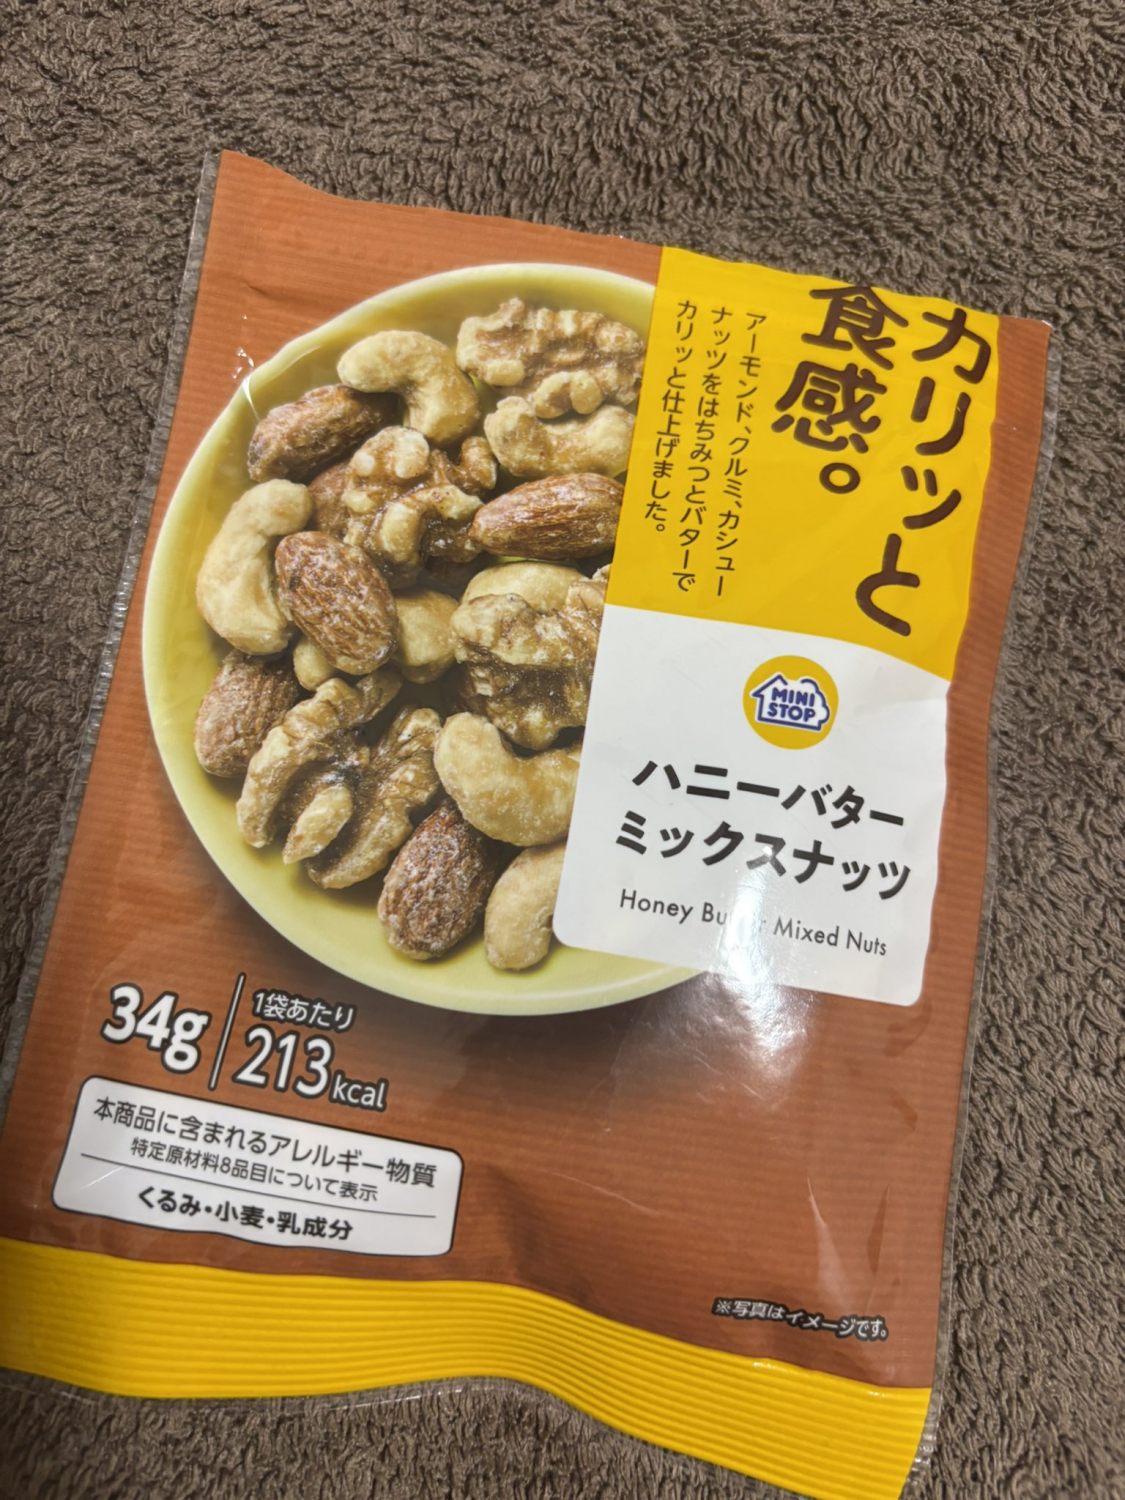 カリッと
食感。
アーモンド、クルミ、カシュー
ナッツをはちみつとバターで
カリッと仕上げました。
MINI
STOP
ハニーバター
ミックスナッツ
Honey Butter Mixed Nuts
34g
1袋あたり
213kcal
本商品に含まれるアレルギー物質
特定原材料8品目について表示
くるみ・小麦・乳成分
※写真はイメージです。